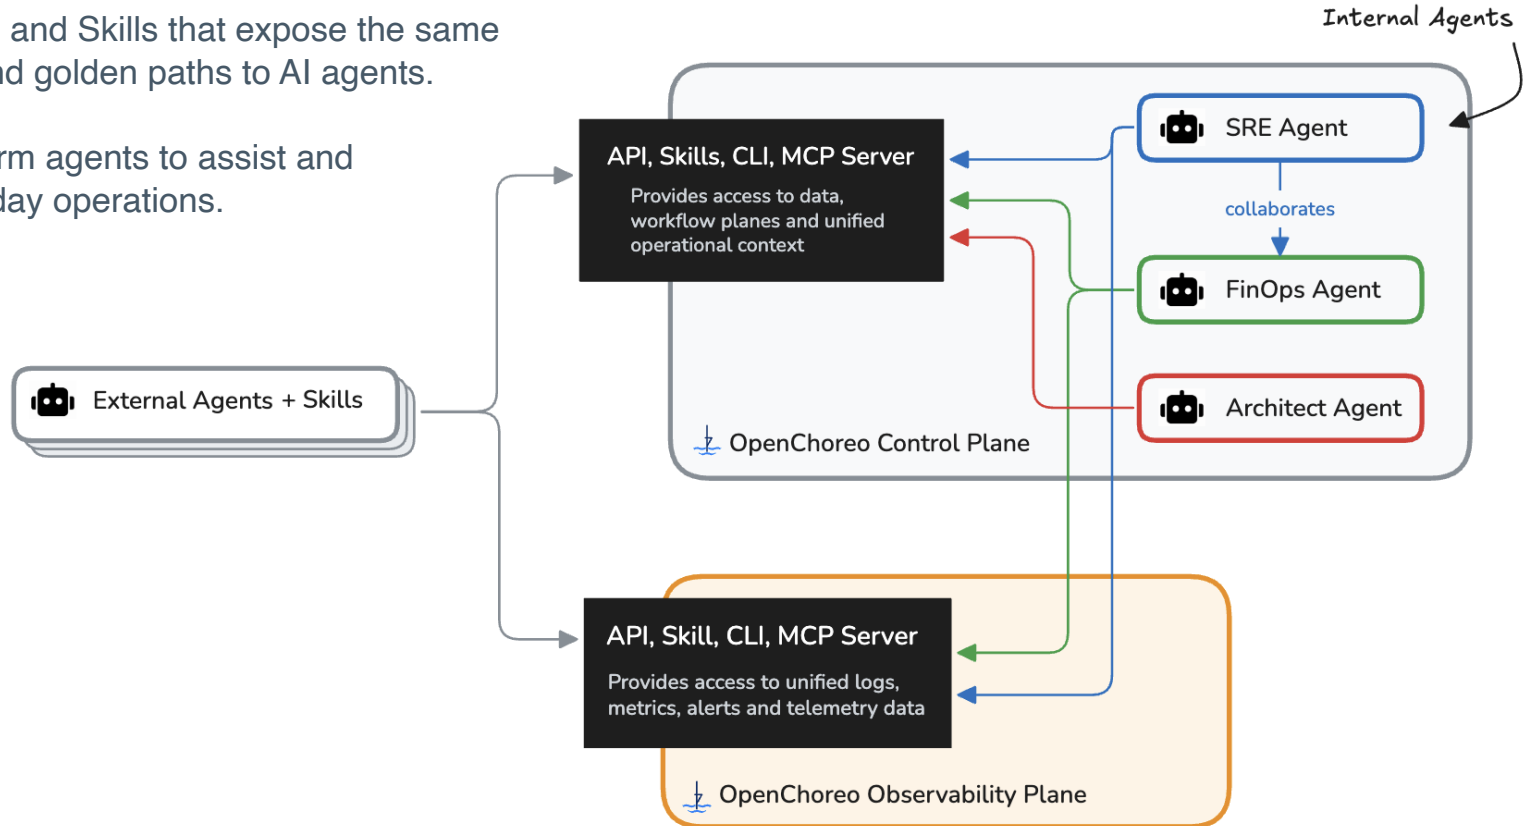 and Skills that expose the same
golden paths to AI agents.
agents to assist and
operations.
Internal Agents
SRE Agent
collaborates
FinOps Agent
Architect Agent
API, Skills, CLI, MCP Server
Provides access to data,
workflow planes and unified
operational context
OpenChoreo Control Plane
External Agents + Skills
API, Skill, CLI, MCP Server
Provides access to unified logs,
metrics, alerts and telemetry data
OpenChoreo Observability Plane